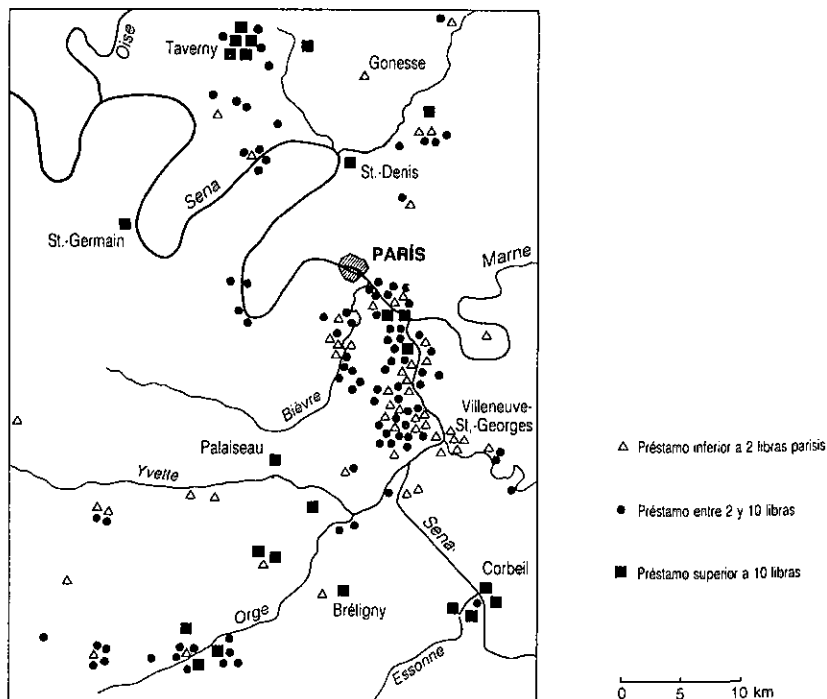 Oise
Taverny
Gonesse
Sena
St.-Denis
St.-Germain
PARÍS
Marne
Bièvre
Villeneuve-
St,-Georges
Palaiseau
Yvette
Sena
Corbeil
Orge
Bréligny
Essonne
△ Préstamo inferior a 2 libras parisis
● Préstamo entre 2 y 10 libras
■ Préstamo superior a 10 libras
0 5 10 km